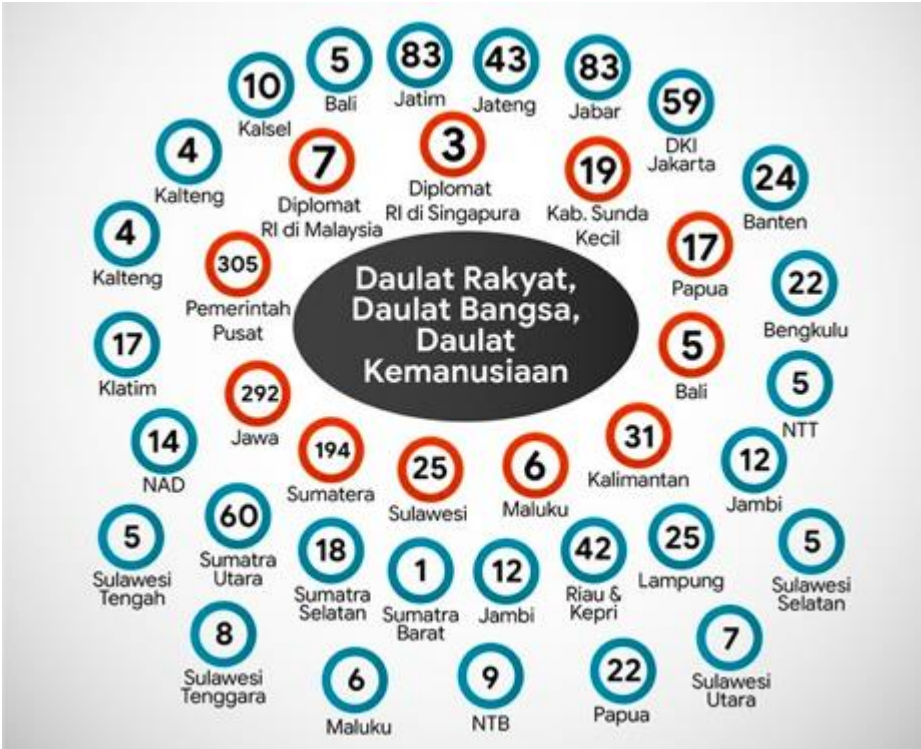 5
Bali
83
Jatim
43
Jateng
83
Jabar
10
Kalsel
59
DKI
Jakarta
4
Kalteng
7
Diplomat
RI di Malaysia
3
Diplomat
RI di Singapura
19
Kab. Sunda
Kecil
24
Banten
4
Kalteng
305
Pemerintah
Pusat
17
Papua
22
Bengkulu
Daulat Rakyat,
Daulat Bangsa,
Daulat
Kemanusiaan
17
Klatim
5
Bali
5
NTT
292
Jawa
14
NAD
194
Sumatera
25
Sulawesi
6
Maluku
31
Kalimantan
12
Jambi
5
Sulawesi
Tengah
60
Sumatra
Utara
18
Sumatra
Selatan
1
Sumatra
Barat
12
Jambi
42
Riau &
Kepri
25
Lampung
5
Sulawesi
Selatan
8
Sulawesi
Tenggara
6
Maluku
9
NTB
22
Papua
7
Sulawesi
Utara